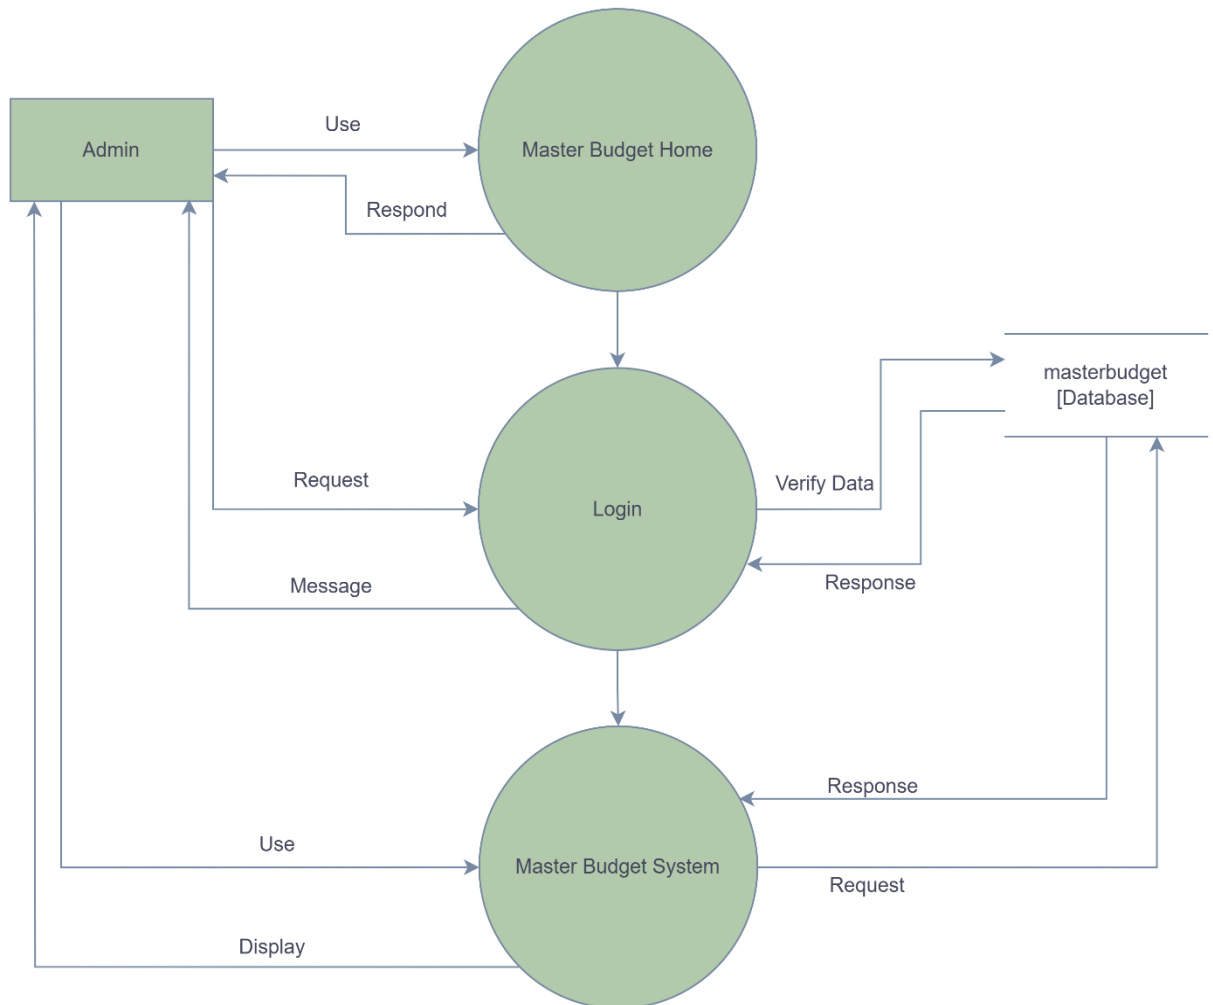 Use
Admin
Master Budget Home
Respond
masterbudget
[Database]
Request
Verify Data
Login
Message
Response
Response
Use
Master Budget System
Request
Display